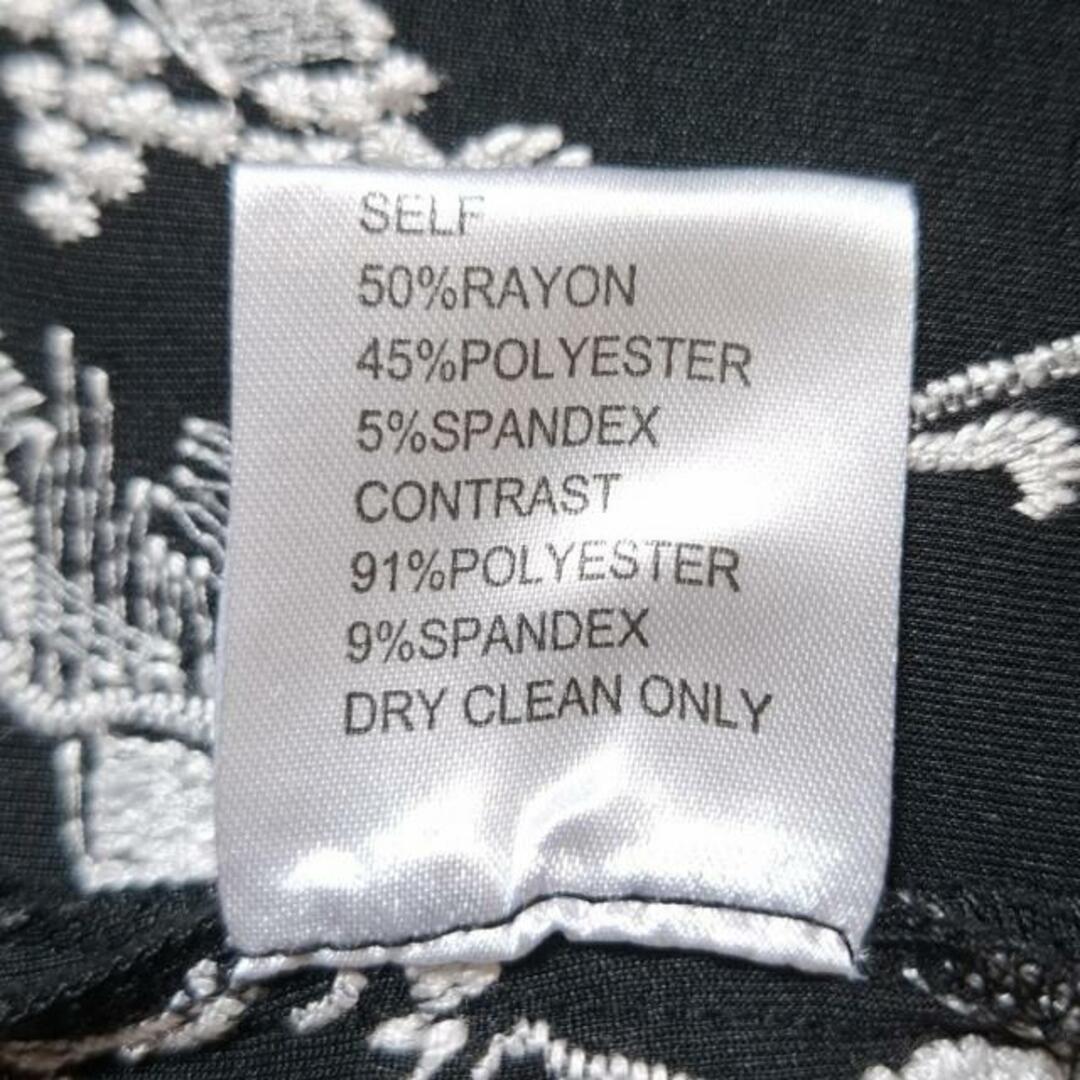 SELF
50%RAYON
45%POLYESTER
5%SPANDEX
CONTRAST
91%POLYESTER
9%SPANDEX
DRY CLEAN ONLY